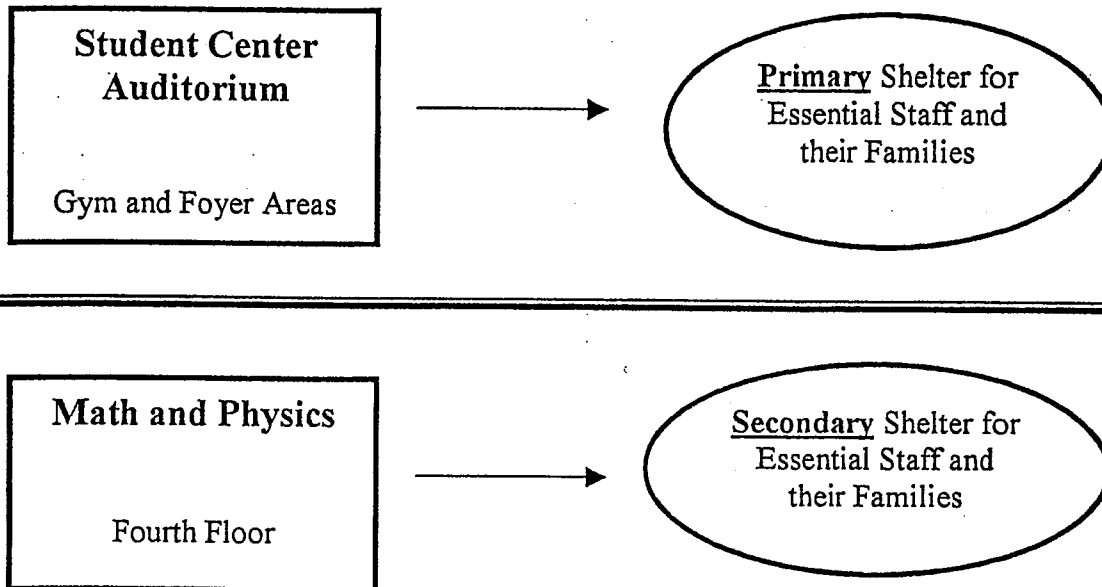 Student Center
Auditorium
Gym and Foyer Areas
Primary Shelter for
Essential Staff and
their Families
Math and Physics
Fourth Floor
Secondary Shelter for
Essential Staff and
their Families